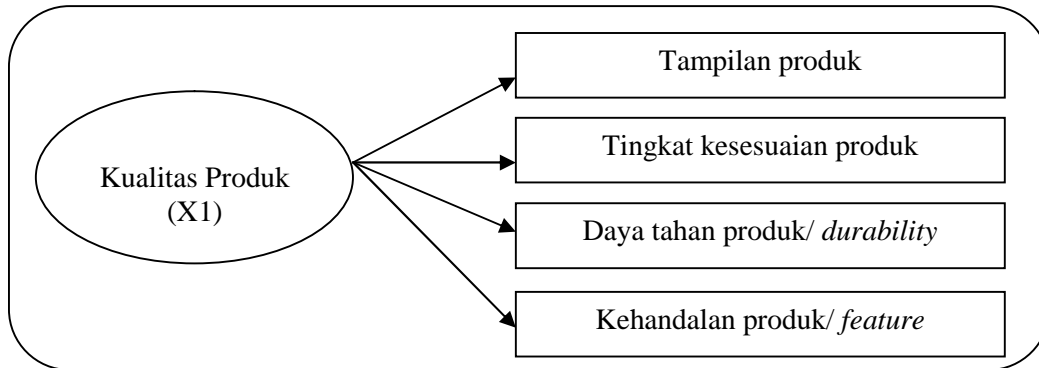 Tampilan produk
Tingkat kesesuaian produk
Kualitas Produk
(X1)
Daya tahan produk/ durability
Kehandalan produk/ feature